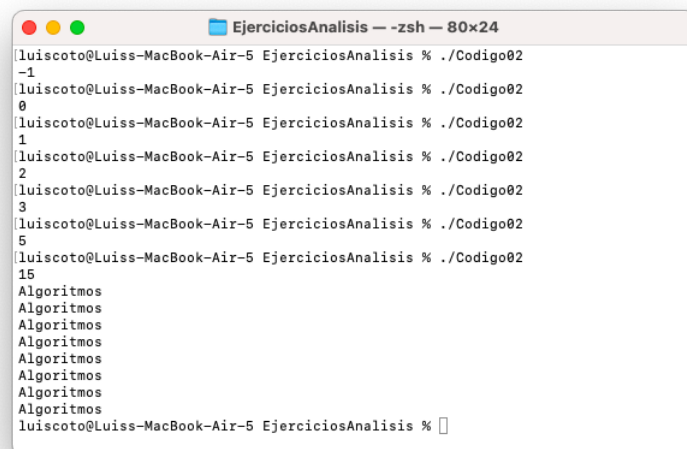 EjerciciosAnalisis — -zsh — 80×24
[luiscoto@Luiss-MacBook-Air-5 EjerciciosAnalisis % ./Codigo02
-1
[luiscoto@Luiss-MacBook-Air-5 EjerciciosAnalisis % ./Codigo02
0
[luiscoto@Luiss-MacBook-Air-5 EjerciciosAnalisis % ./Codigo02
1
[luiscoto@Luiss-MacBook-Air-5 EjerciciosAnalisis % ./Codigo02
2
[luiscoto@Luiss-MacBook-Air-5 EjerciciosAnalisis % ./Codigo02
3
[luiscoto@Luiss-MacBook-Air-5 EjerciciosAnalisis % ./Codigo02
5
[luiscoto@Luiss-MacBook-Air-5 EjerciciosAnalisis % ./Codigo02
15
Algoritmos
Algoritmos
Algoritmos
Algoritmos
Algoritmos
Algoritmos
Algoritmos
Algoritmos
luiscoto@Luiss-MacBook-Air-5 EjerciciosAnalisis %